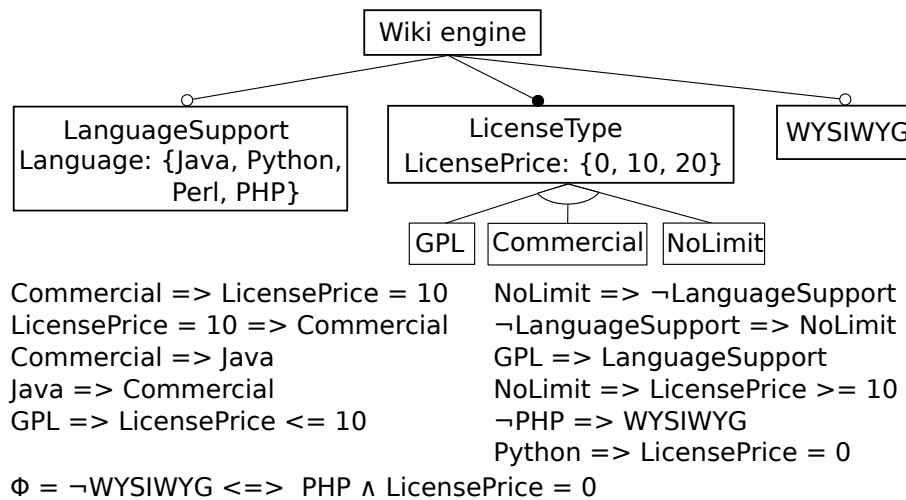 Wiki engine
LanguageSupport
Language: {Java, Python,
Perl, PHP}
LicenseType
LicensePrice: {0, 10, 20}
WYSIWYG
GPL
Commercial
NoLimit
Commercial => LicensePrice = 10
LicensePrice = 10 => Commercial
Commercial => Java
Java => Commercial
GPL => LicensePrice <= 10
NoLimit => ¬LanguageSupport
¬LanguageSupport => NoLimit
GPL => LanguageSupport
NoLimit => LicensePrice >= 10
¬PHP => WYSIWYG
Python => LicensePrice = 0
Φ = ¬WYSIWYG <=> PHP ∧ LicensePrice = 0